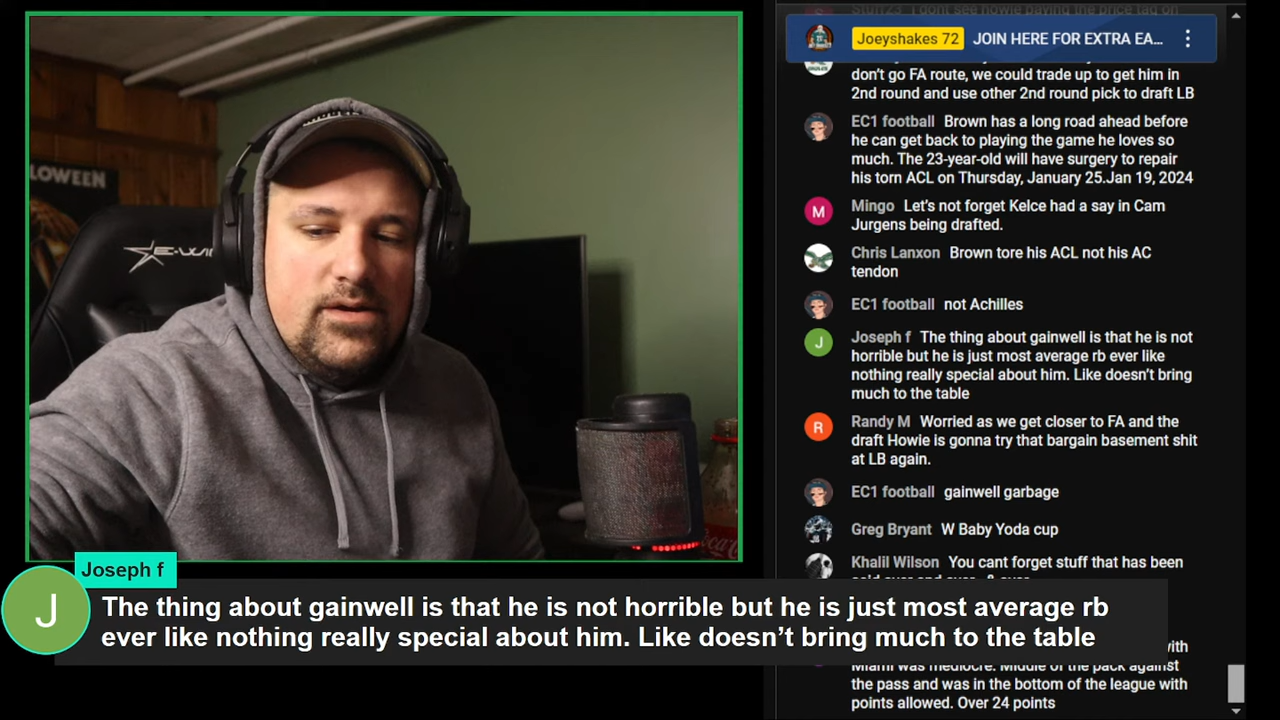 Joeyshakes 72 JOIN HERE FOR EXTRA EA...
don't go FA route, we could trade up to get him in
2nd round and use other 2nd round pick to draft LB
EC1 football Brown has a long road ahead before
he can get back to playing the game he loves so
much. The 23-year-old will have surgery to repair
his torn ACL on Thursday, January 25.Jan 19, 2024
M Mingo Let's not forget Kelce had a say in Cam
Jurgens being drafted.
Chris Lanxon Brown tore his ACL not his AC
tendon
EC1 football not Achilles
J Joseph f The thing about gainwell is that he is not
horrible but he is just most average rb ever like
nothing really special about him. Like doesn't bring
much to the table
R Randy M Worried as we get closer to FA and the
draft Howie is gonna try that bargain basement shit
at LB again.
EC1 football gainwell garbage
Greg Bryant W Baby Yoda cup
Khalil Wilson You cant forget stuff that has been
with
Miami was mediocre. Middle of the pack against
the pass and was in the bottom of the league with
points allowed. Over 24 points
LOWEEN
E-WI
Joseph f
J The thing about gainwell is that he is not horrible but he is just most average rb
ever like nothing really special about him. Like doesn't bring much to the table